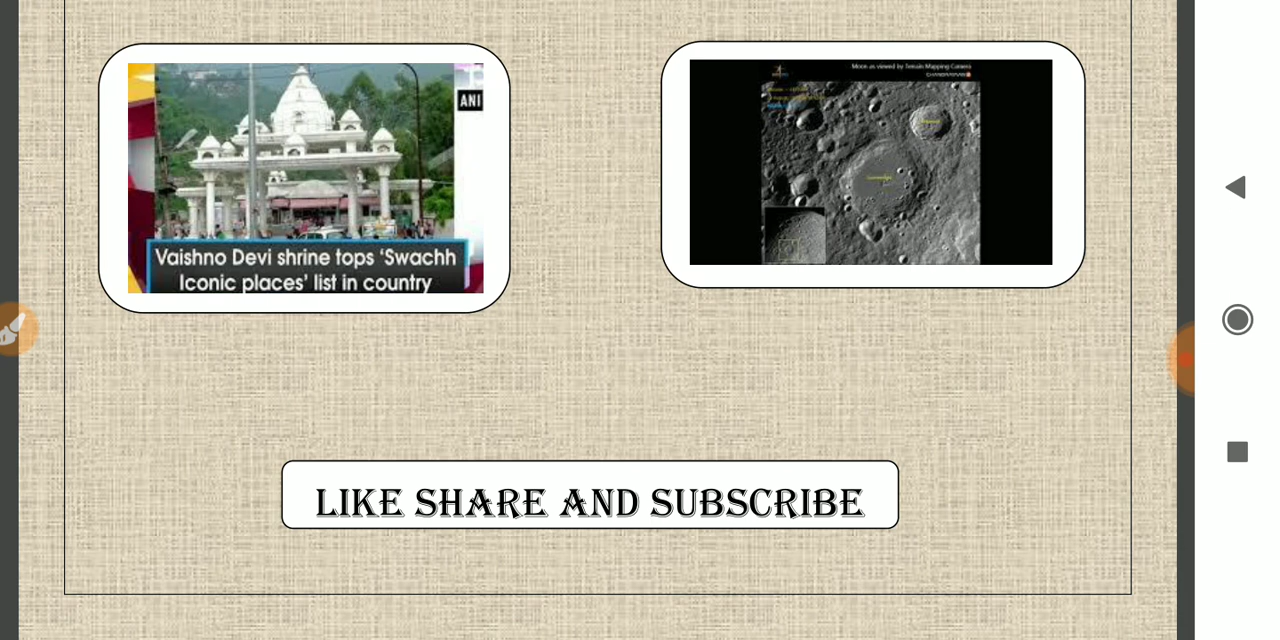 ANI
Vaishno Devi shrine tops ‘Swachh
Iconic places’ list in country
Moon as viewed by Terrain Mapping Camera
LIKE SHARE AND SUBSCRIBE